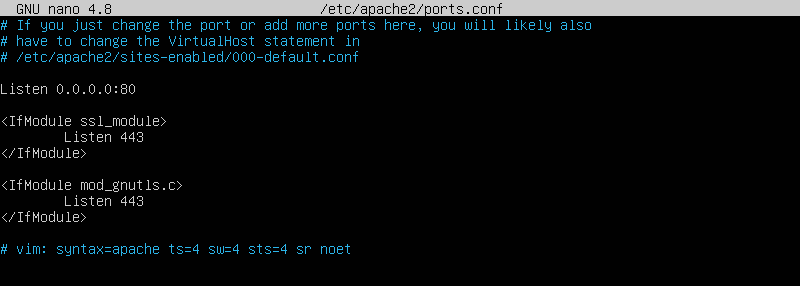 GNU nano 4.8 /etc/apache2/ports.conf
# If you just change the port or add more ports here, you will likely also
# have to change the VirtualHost statement in
# /etc/apache2/sites-enabled/000-default.conf
Listen 0.0.0.0:80
<IfModule ssl_module>
Listen 443
</IfModule>
<IfModule mod_gnutls.c>
Listen 443
</IfModule>
# vim: syntax=apache ts=4 sw=4 sts=4 sr noet